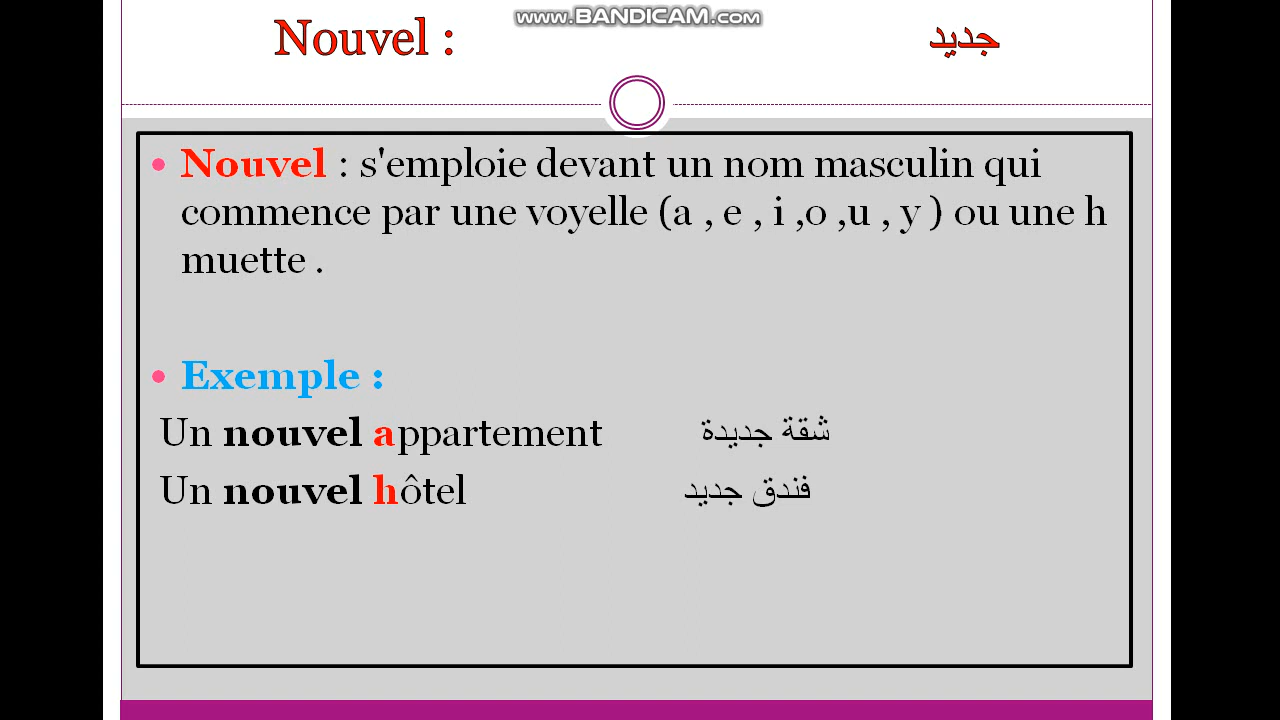 www.BANDICAM.com
Nouvel : جديد
• Nouvel : s'emploie devant un nom masculin qui
commence par une voyelle (a , e , i ,o ,u , y ) ou une h
muette .
• Exemple :
Un nouvel appartement شقة جديدة
Un nouvel hôtel فندق جديد